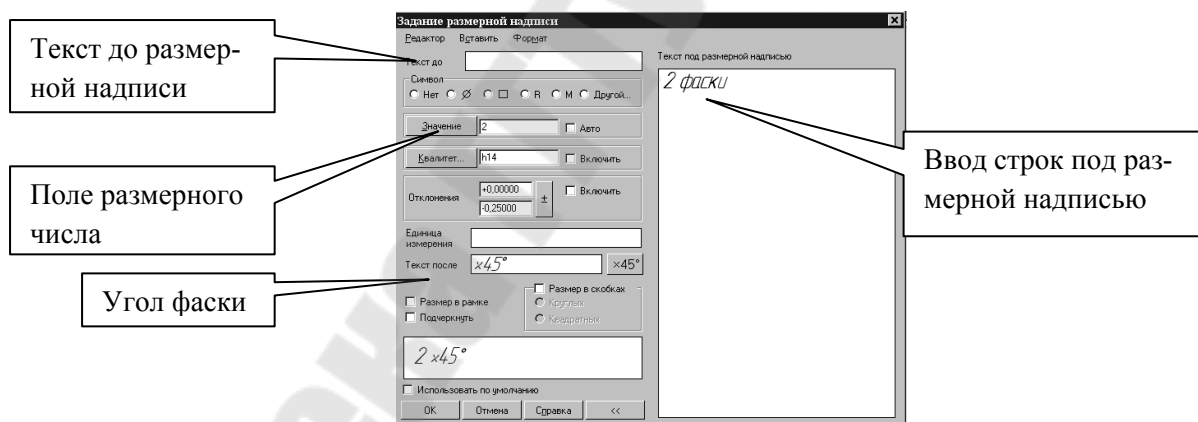 Текст до размер-
ной надписи
Поле размерного
числа
Угол фаски
Задание размерной надписи
Редактор Вставить Формат
Текст до
Символ
Нет Ø □ R M Другой...
Значение 2 Авто
Квалитет... h14 Включить
Отклонения +0,00000 ± Включить
-0,25000
Единица
измерения
Текст после ×45° ×45°
Размер в рамке
Подчеркнуть
Размер в скобках
Круглых
Квадратных
2 ×45°
Использовать по умолчанию
OK Отмена Справка <<
Текст под размерной надписью
2 фаски
Ввод строк под раз-
мерной надписью